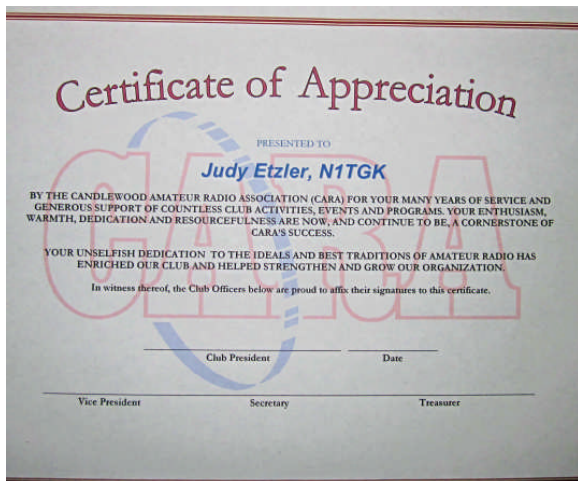 Certificate of Appreciation
PRESENTED TO
Judy Etzler, N1TGK
BY THE CANDLEWOOD AMATEUR RADIO ASSOCIATION (CARA) FOR YOUR MANY YEARS OF SERVICE AND
GENEROUS SUPPORT OF COUNTLESS CLUB ACTIVITIES, EVENTS AND PROGRAMS. YOUR ENTHUSIASM,
WARMTH, DEDICATION AND RESOURCEFULNESS ARE NOW, AND CONTINUE TO BE, A CORNERSTONE OF
CARA'S SUCCESS.
YOUR UNSELFISH DEDICATION TO THE IDEALS AND BEST TRADITIONS OF AMATEUR RADIO HAS
ENRICHED OUR CLUB AND HELPED STRENGTHEN AND GROW OUR ORGANIZATION.
In witness thereof, the Club Officers below are proud to affix their signatures to this certificate.
CARA
Club President Date
Vice President Secretary Treasurer